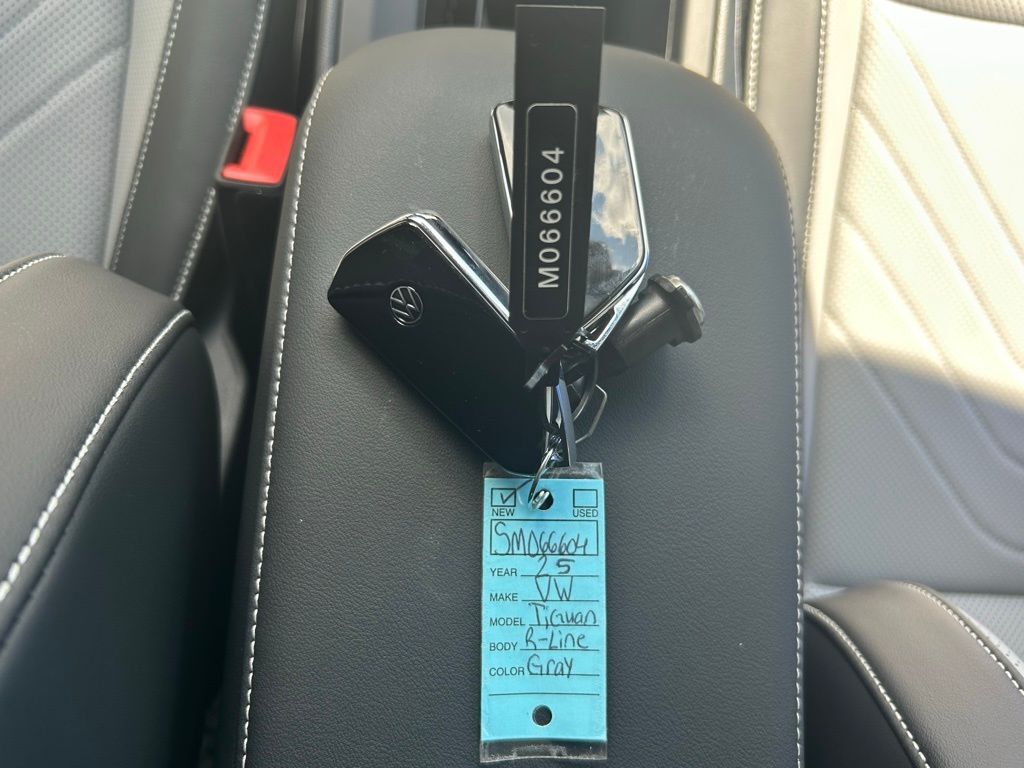 M066604
NEW USED
SM066604
YEAR 25
MAKE VW
MODEL Tiguan
BODY R-Line
COLOR Gray